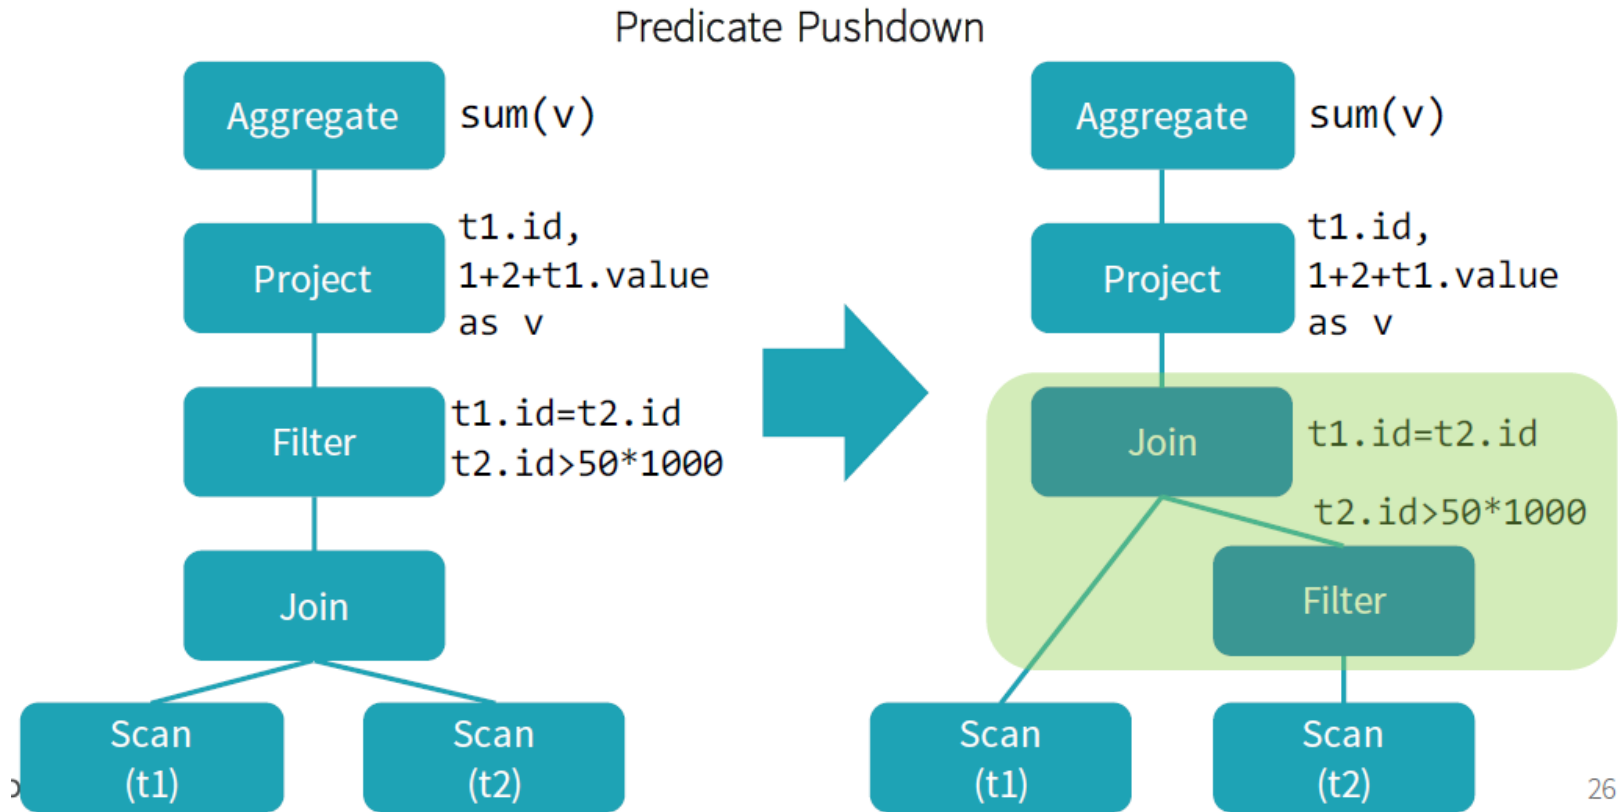 Predicate Pushdown
Aggregate
sum(v)
Project
t1.id,
1+2+t1.value
as v
Filter
t1.id=t2.id
t2.id>50*1000
Join
Scan
(t1)
Scan
(t2)
Aggregate
sum(v)
Project
t1.id,
1+2+t1.value
as v
Join
t1.id=t2.id
t2.id>50*1000
Filter
Scan
(t1)
Scan
(t2)
26